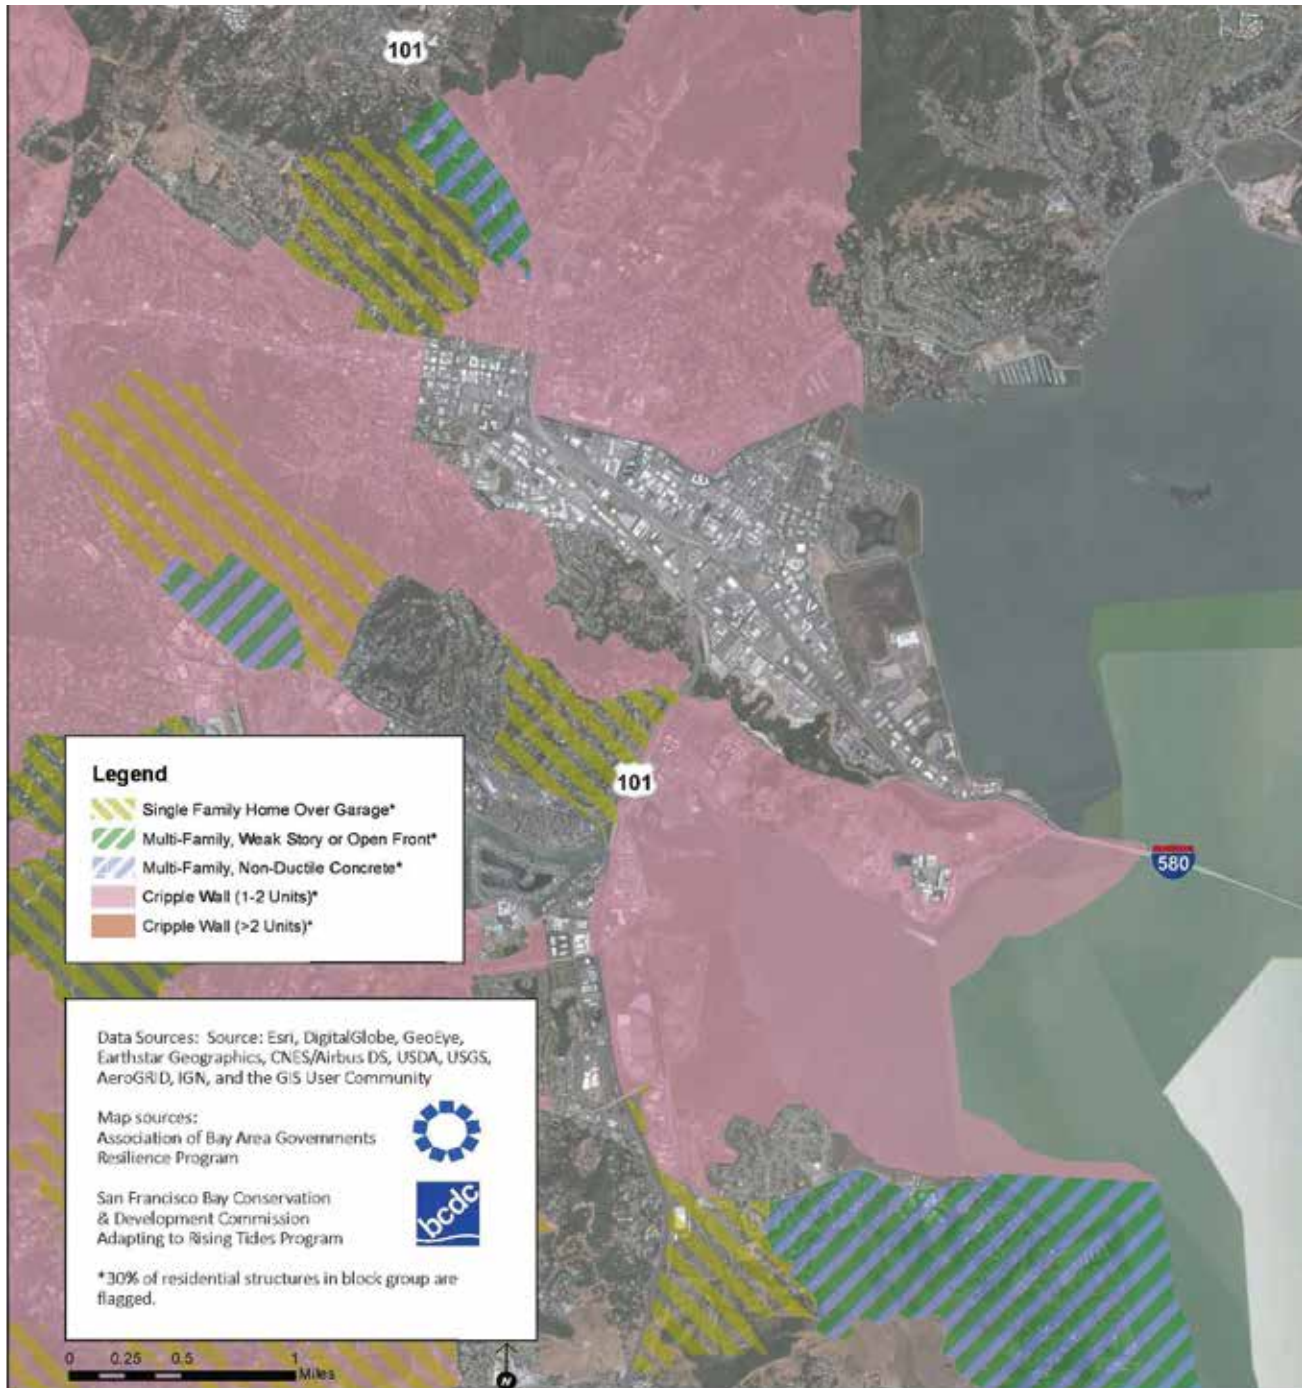 101
101
580
Legend
Single Family Home Over Garage*
Multi-Family, Weak Story or Open Front*
Multi-Family, Non-Ductile Concrete*
Cripple Wall (1-2 Units)*
Cripple Wall (>2 Units)*
Data Sources: Source: Esri, DigitalGlobe, GeoEye,
Earthstar Geographics, CNES/Airbus DS, USDA, USGS,
AeroGRID, IGN, and the GIS User Community
Map sources:
Association of Bay Area Governments
Resilience Program
San Francisco Bay Conservation
& Development Commission
Adapting to Rising Tides Program
bcdc
*30% of residential structures in block group are
flagged.
0 0.25 0.5 1
Miles
N